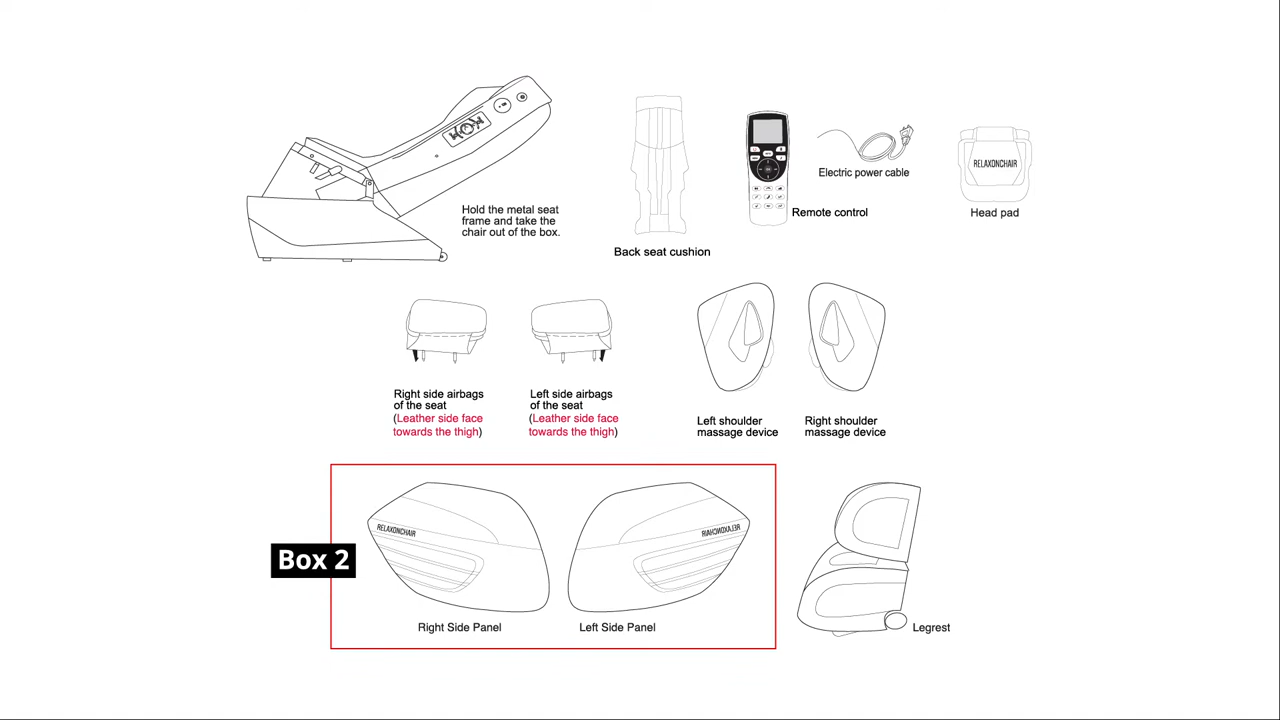 Hold the metal seat
frame and take the
chair out of the box.
Back seat cushion
Remote control
Electric power cable
RELAXONCHAIR
Head pad
Right side airbags
of the seat
(Leather side face
towards the thigh)
Left side airbags
of the seat
(Leather side face
towards the thigh)
Left shoulder
massage device
Right shoulder
massage device
Box 2
RELAXONCHAIR
Right Side Panel
RELAXONCHAIR
Left Side Panel
Legrest